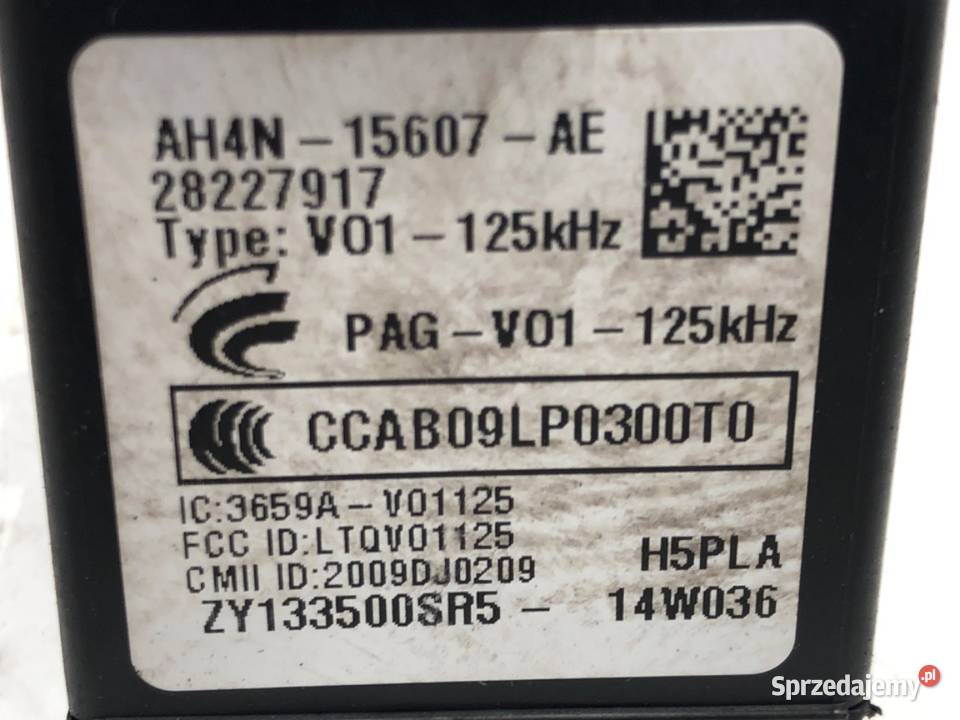 AH4N-15607-AE
28227917
Type: V01-125kHz
PAG-V01-125kHz
CCAB09LP0300T0
IC:3659A-V01125
FCC ID:LTQV01125
CMII ID:2009DJ0209
H5PLA
ZY133500SR5- 14W036
Sprzedajemy.pl